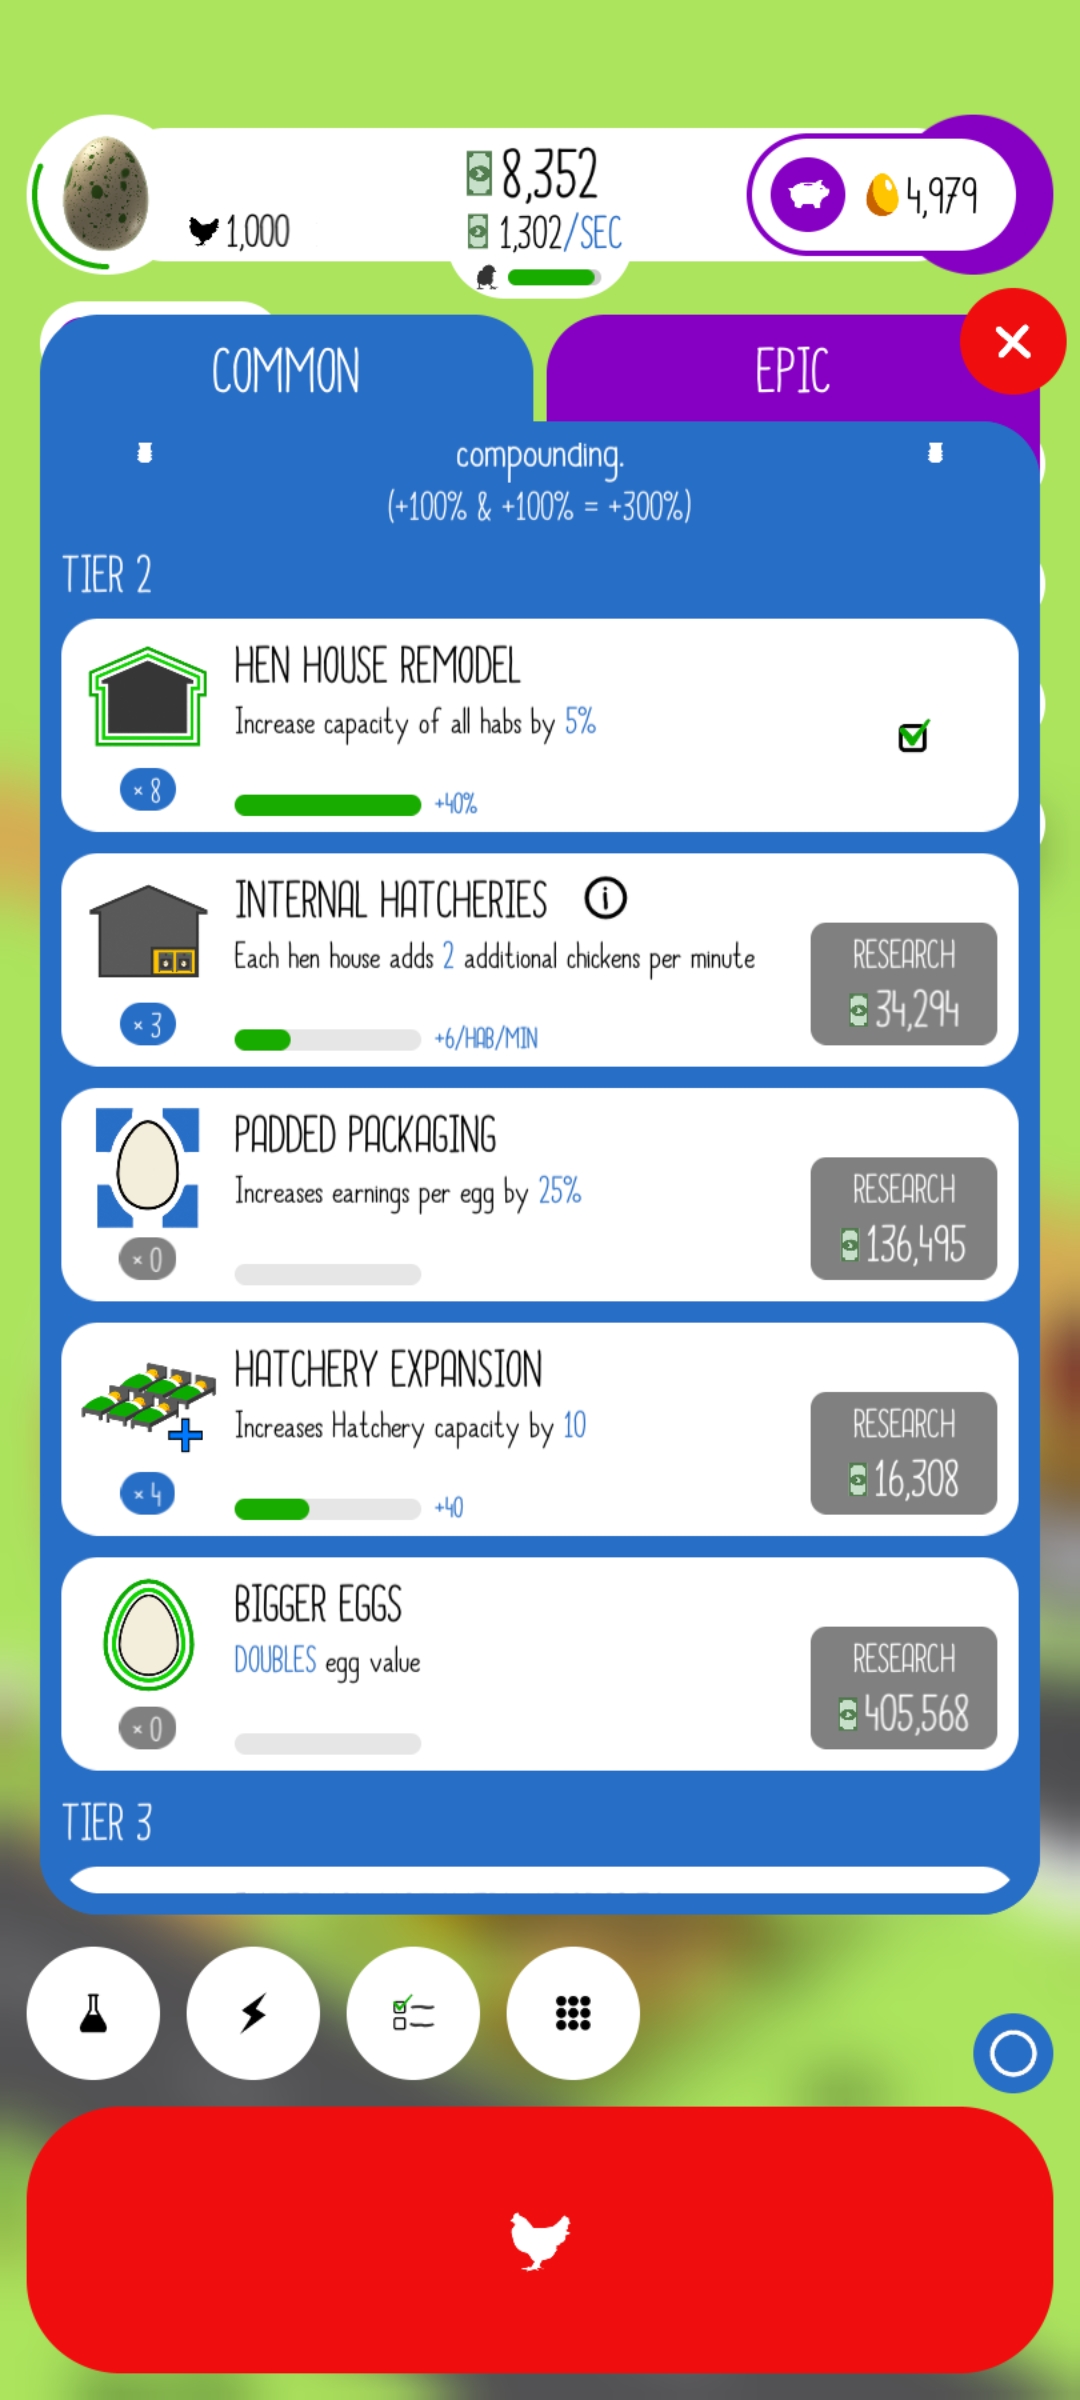 8,352
1,000
1,302/SEC
4,979
COMMON
EPIC
compounding.
(+100% & +100% = +300%)
TIER 2
HEN HOUSE REMODEL
Increase capacity of all habs by 5%
× 8
+40%
INTERNAL HATCHERIES
Each hen house adds 2 additional chickens per minute
RESEARCH
34,294
× 3
+6/HAB/MIN
PADDED PACKAGING
Increases earnings per egg by 25%
RESEARCH
136,495
× 0
HATCHERY EXPANSION
Increases Hatchery capacity by 10
RESEARCH
16,308
× 4
+40
BIGGER EGGS
DOUBLES egg value
RESEARCH
405,568
× 0
TIER 3